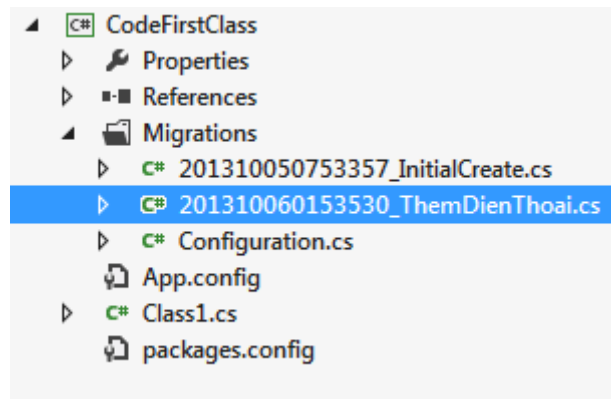 C# CodeFirstClass
Properties
References
Migrations
C# 201310050753357_InitialCreate.cs
C# 201310060153530_ThemDienThoai.cs
C# Configuration.cs
App.config
C# Class1.cs
packages.config